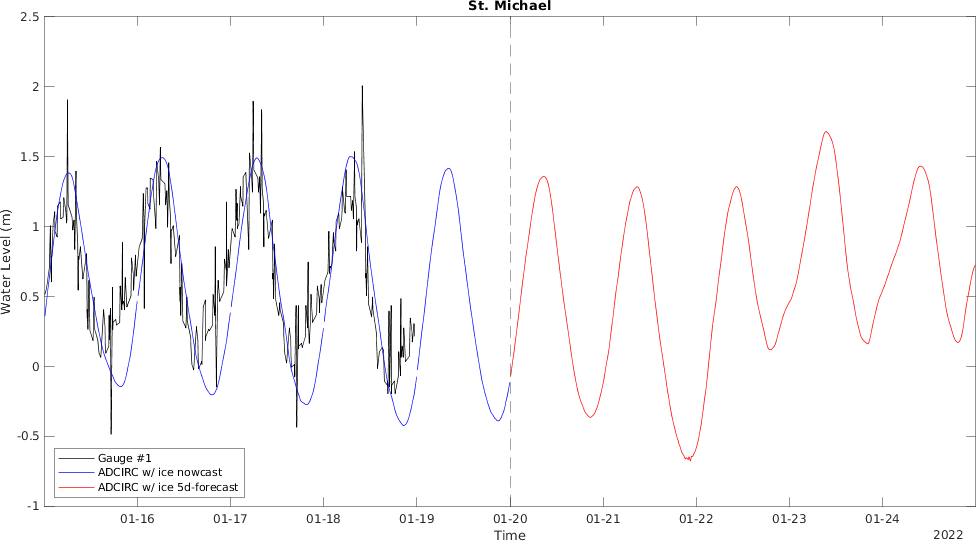 St. Michael
2.5
2
1.5
1
0.5
0
-0.5
-1
Water Level (m)
Gauge #1
ADCIRC w/ ice nowcast
ADCIRC w/ ice 5d-forecast
01-16 01-17 01-18 01-19 01-20 01-21 01-22 01-23 01-24
Time
2022